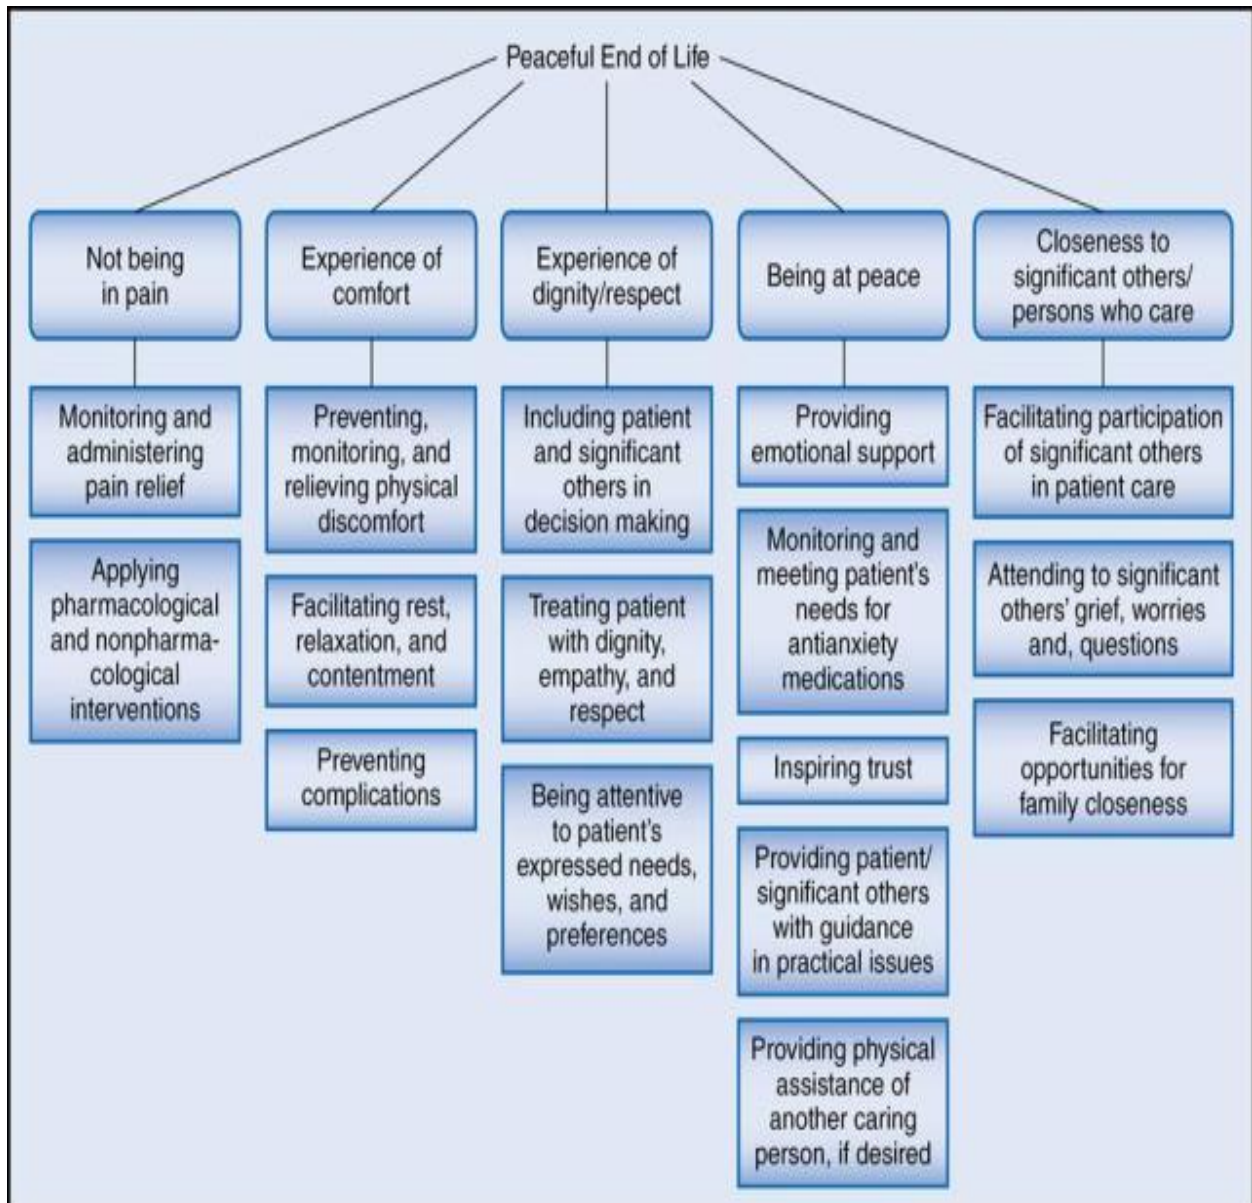 Peaceful End of Life
Not being
in pain
Experience of
comfort
Experience of
dignity/respect
Being at peace
Closeness to
significant others/
persons who care
Monitoring and
administering
pain relief
Applying
pharmacological
and nonpharma-
cological
interventions
Preventing,
monitoring, and
relieving physical
discomfort
Facilitating rest,
relaxation, and
contentment
Preventing
complications
Including patient
and significant
others in
decision making
Treating patient
with dignity,
empathy, and
respect
Being attentive
to patient's
expressed needs,
wishes, and
preferences
Providing
emotional support
Monitoring and
meeting patient's
needs for
antianxiety
medications
Inspiring trust
Providing patient/
significant others
with guidance
in practical issues
Providing physical
assistance of
another caring
person, if desired
Facilitating participation
of significant others
in patient care
Attending to significant
others' grief, worries
and, questions
Facilitating
opportunities for
family closeness